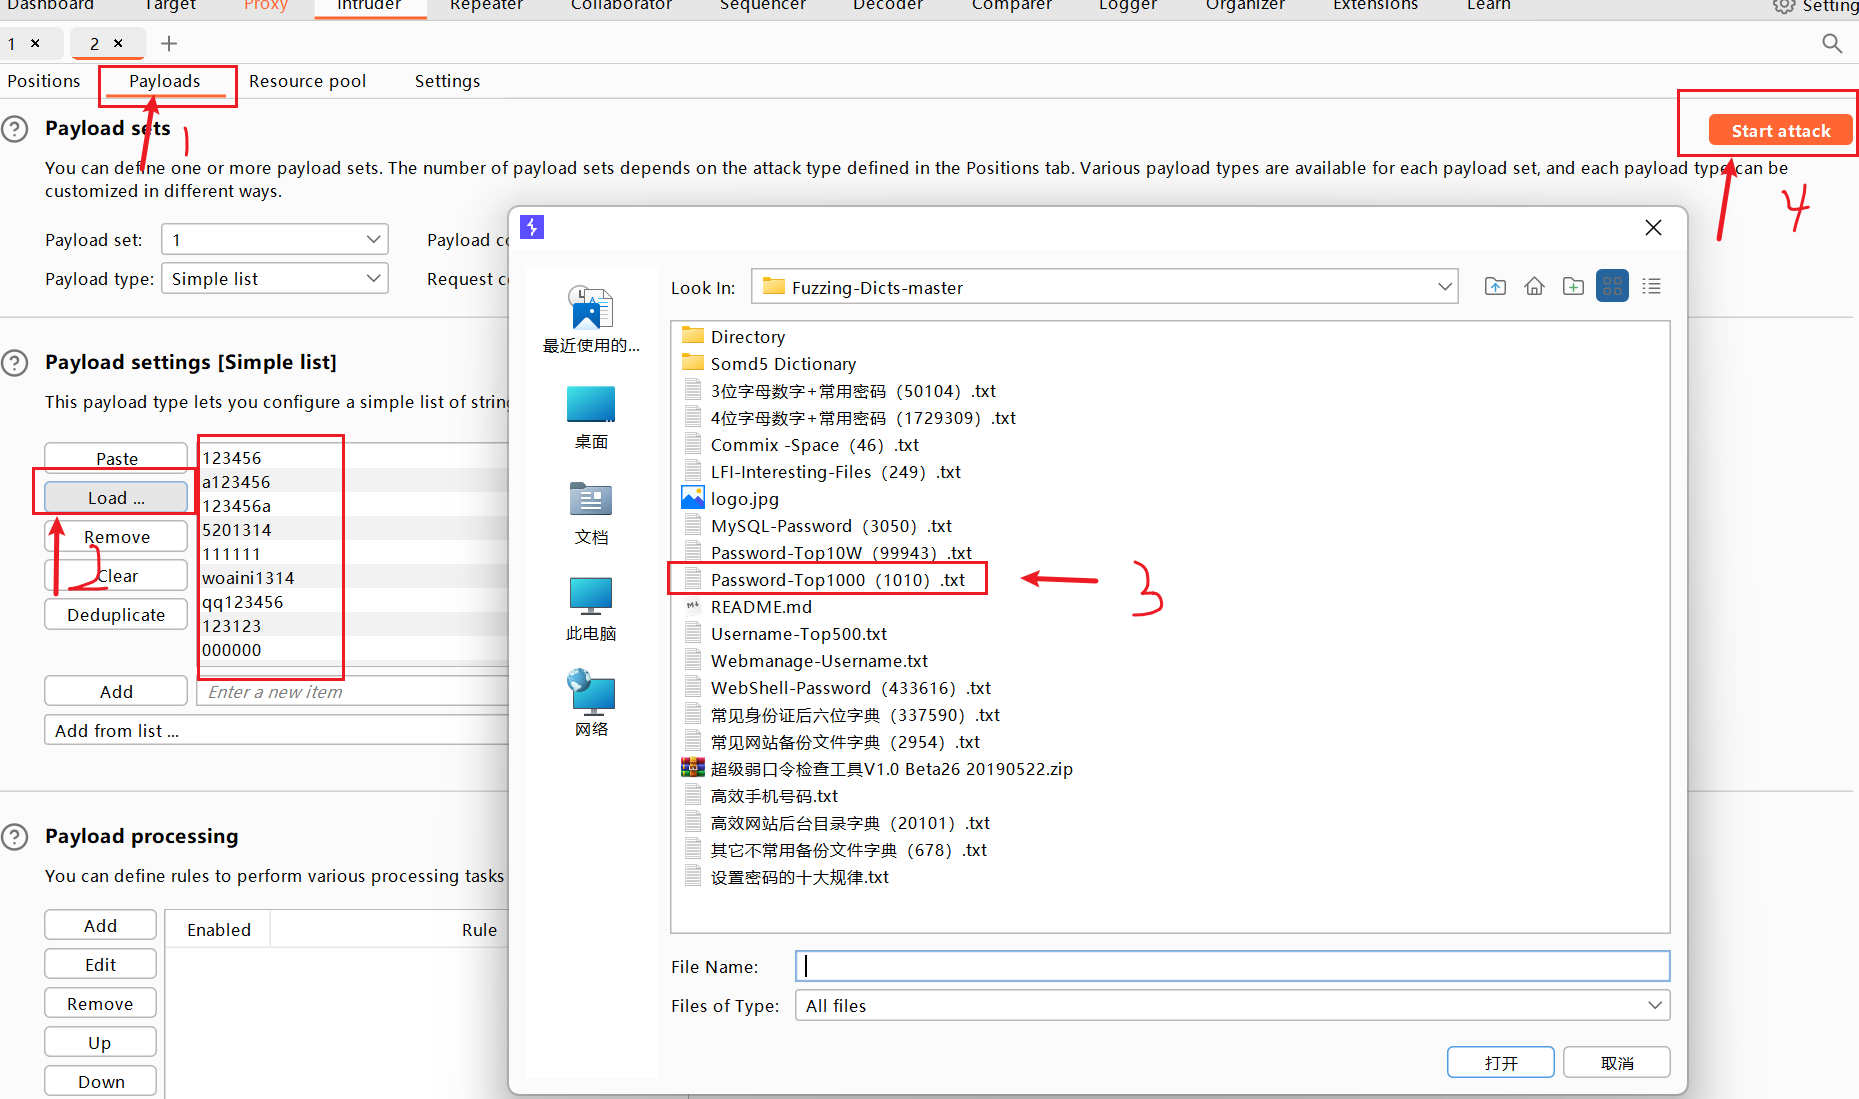 Dashboard Target Proxy Intruder Repeater Collaborator Sequencer Decoder Comparer Logger Organizer Extensions Learn Setting
1 × 2 × +
Positions Payloads Resource pool Settings
1
Payload sets
Start attack
4
You can define one or more payload sets. The number of payload sets depends on the attack type defined in the Positions tab. Various payload types are available for each payload set, and each payload type can be
customized in different ways.
Payload set: 1 Payload co
Payload type: Simple list Request co
Payload settings [Simple list]
This payload type lets you configure a simple list of string
Paste
Load ...
Remove
2
Clear
Deduplicate
123456
a123456
123456a
5201314
111111
woaini1314
qq123456
123123
000000
Add Enter a new item
Add from list ...
Payload processing
You can define rules to perform various processing tasks
Add
Edit
Remove
Up
Down
Enabled Rule
Look In: Fuzzing-Dicts-master
最近使用的...
桌面
文档
此电脑
网络
Directory
Somd5 Dictionary
3位字母数字+常用密码（50104）.txt
4位字母数字+常用密码（1729309）.txt
Commix -Space（46）.txt
LFI-Interesting-Files（249）.txt
logo.jpg
MySQL-Password（3050）.txt
Password-Top10W（99943）.txt
Password-Top1000（1010）.txt
3
README.md
Username-Top500.txt
Webmanage-Username.txt
WebShell-Password（433616）.txt
常见身份证后六位字典（337590）.txt
常见网站备份文件字典（2954）.txt
超级弱口令检查工具V1.0 Beta26 20190522.zip
高效手机号码.txt
高效网站后台目录字典（20101）.txt
其它不常用备份文件字典（678）.txt
设置密码的十大规律.txt
File Name:
Files of Type: All files
打开 取消